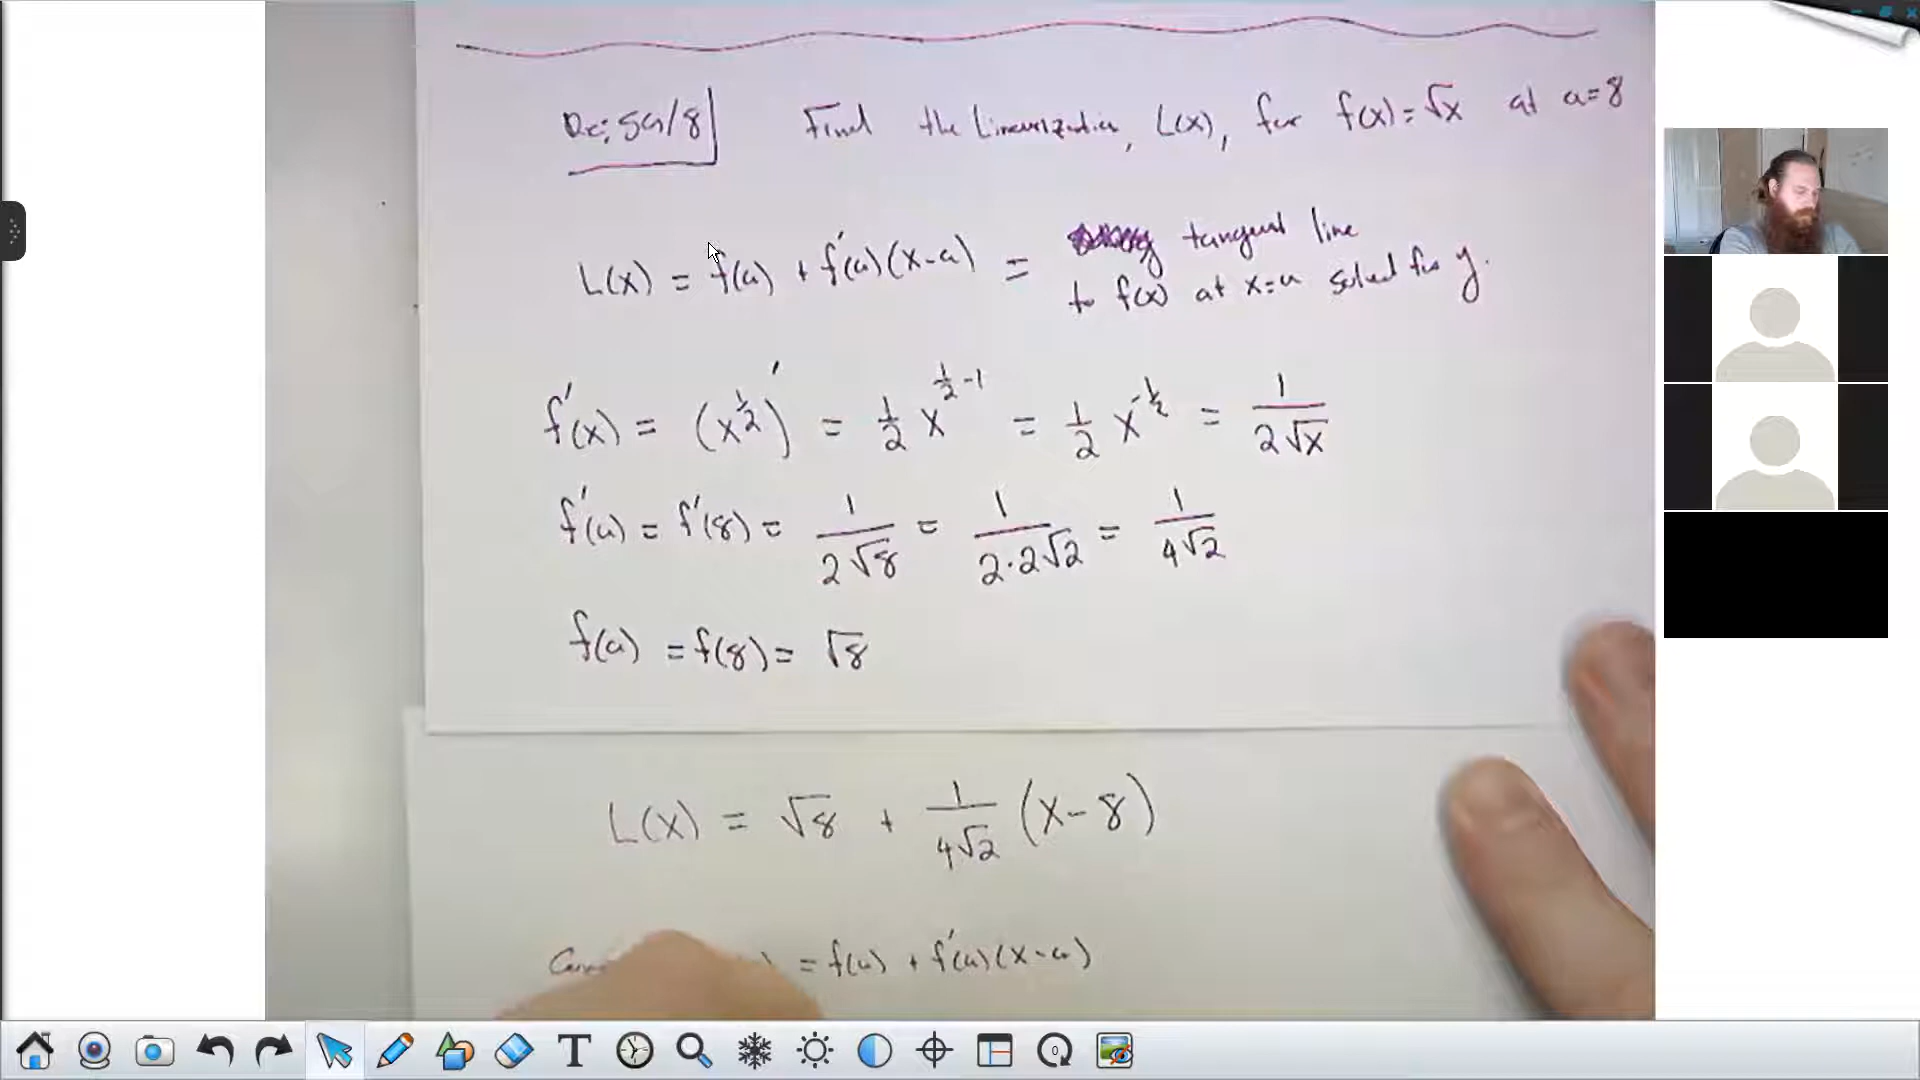 Re: 5a/8 Find the Linearization, L(x), for f(x)=√x at a=8
L(x) = f(a) + f'(a)(x-a) = tangent line
to f(x) at x=a solved for y.
f'(x) = (x^{1/2})' = 1/2 x^{1/2 -1} = 1/2 x^{-1/2} = 1/(2√x)
f'(a) = f'(8) = 1/(2√8) = 1/(2·2√2) = 1/(4√2)
f(a) = f(8) = √8
L(x) = √8 + 1/(4√2) (x-8)
= f(a) + f'(a)(x-a)
T
0